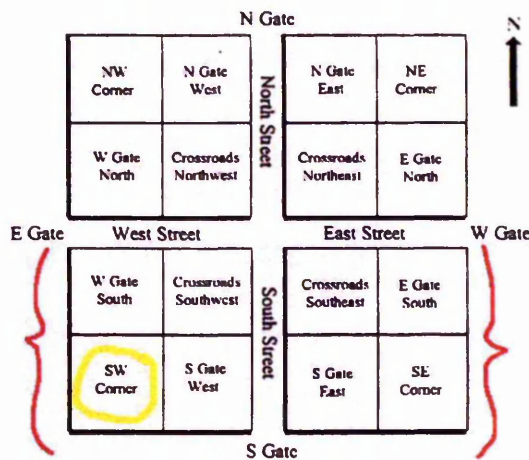 N Gate
N
NW
Corner
N Gate
West
N Gate
East
NE
Corner
North Street
W Gate
North
Crossroads
Northwest
Crossroads
Northeast
E Gate
North
E Gate
West Street
East Street
W Gate
W Gate
South
Crossroads
Southwest
South Street
Crossroads
Southeast
E Gate
South
SW
Corner
S Gate
West
S Gate
East
SE
Corner
S Gate